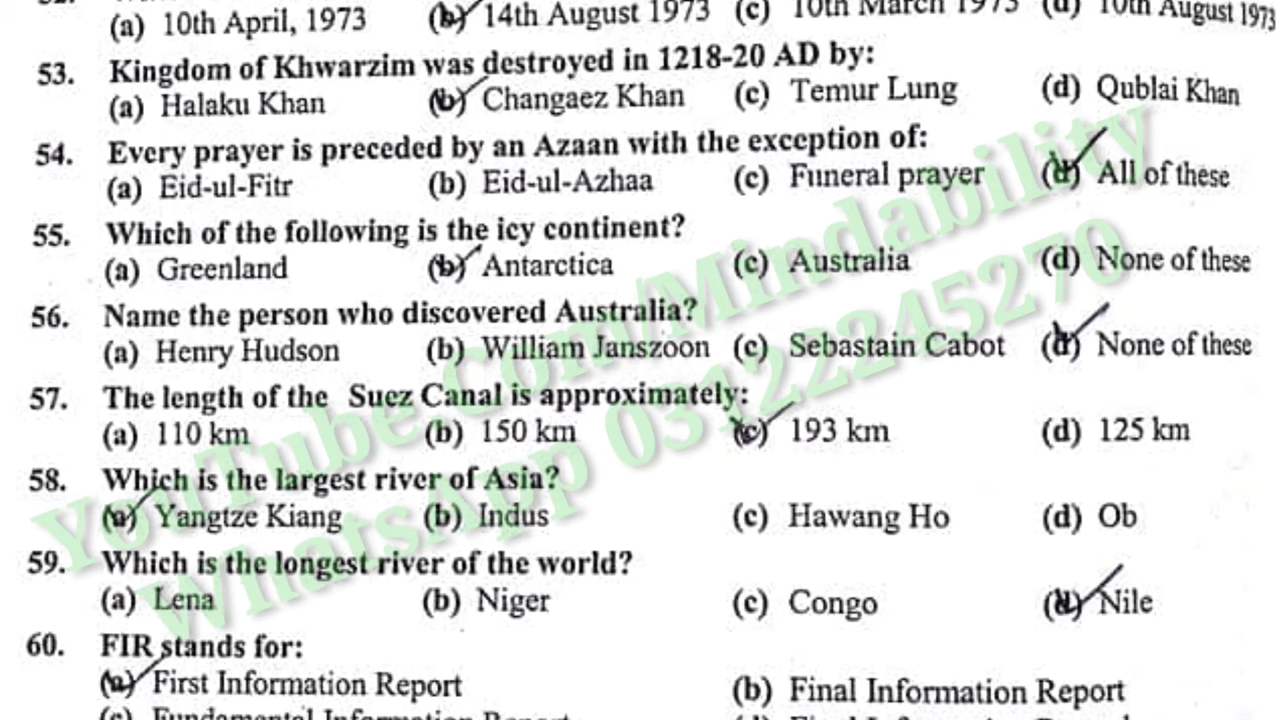 (a) 10th April, 1973 (b) 14th August 1973 (c) 10th March 1973 (d) 10th August 1973
53. Kingdom of Khwarzim was destroyed in 1218-20 AD by:
(a) Halaku Khan (b) Changaez Khan (c) Temur Lung (d) Qublai Khan
54. Every prayer is preceded by an Azaan with the exception of:
(a) Eid-ul-Fitr (b) Eid-ul-Azhaa (c) Funeral prayer (d) All of these
55. Which of the following is the icy continent?
(a) Greenland (b) Antarctica (c) Australia (d) None of these
56. Name the person who discovered Australia?
(a) Henry Hudson (b) William Janszoon (c) Sebastain Cabot (d) None of these
57. The length of the Suez Canal is approximately:
(a) 110 km (b) 150 km (c) 193 km (d) 125 km
58. Which is the largest river of Asia?
(a) Yangtze Kiang (b) Indus (c) Hawang Ho (d) Ob
59. Which is the longest river of the world?
(a) Lena (b) Niger (c) Congo (d) Nile
60. FIR stands for:
(a) First Information Report (b) Final Information Report
(c) Fundamental Information Report
YouTube.Com/Mindability
WhatsApp 03122245270